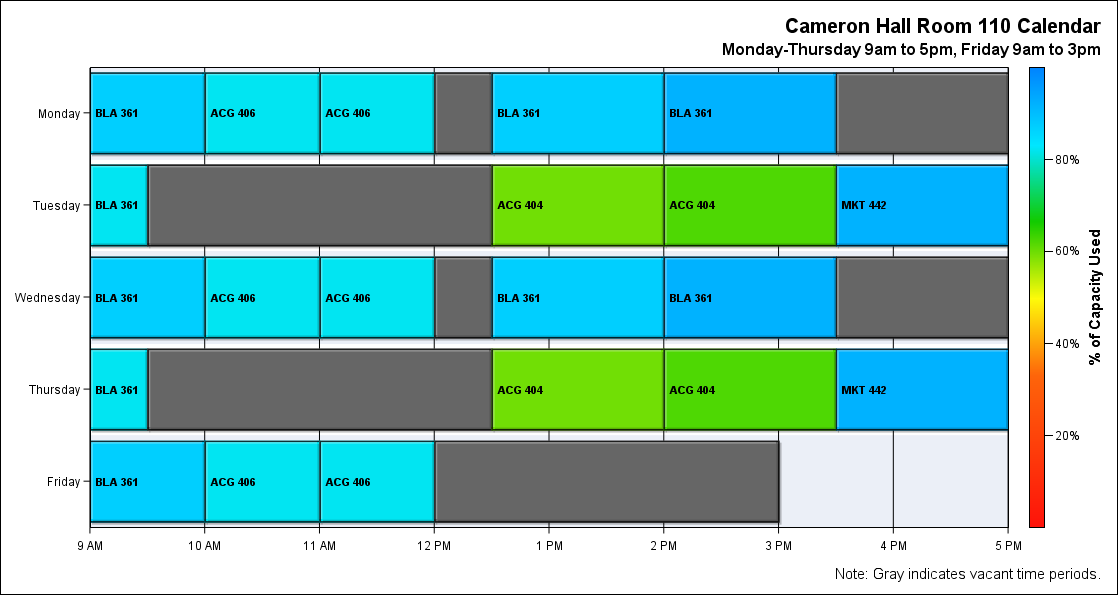 Cameron Hall Room 110 Calendar
Monday-Thursday 9am to 5pm, Friday 9am to 3pm
Monday BLA 361 ACG 406 ACG 406 BLA 361 BLA 361
80%
Tuesday BLA 361 ACG 404 ACG 404 MKT 442
60%
Wednesday BLA 361 ACG 406 ACG 406 BLA 361 BLA 361
% of Capacity Used
40%
Thursday BLA 361 ACG 404 ACG 404 MKT 442
20%
Friday BLA 361 ACG 406 ACG 406
9 AM 10 AM 11 AM 12 PM 1 PM 2 PM 3 PM 4 PM 5 PM
Note: Gray indicates vacant time periods.